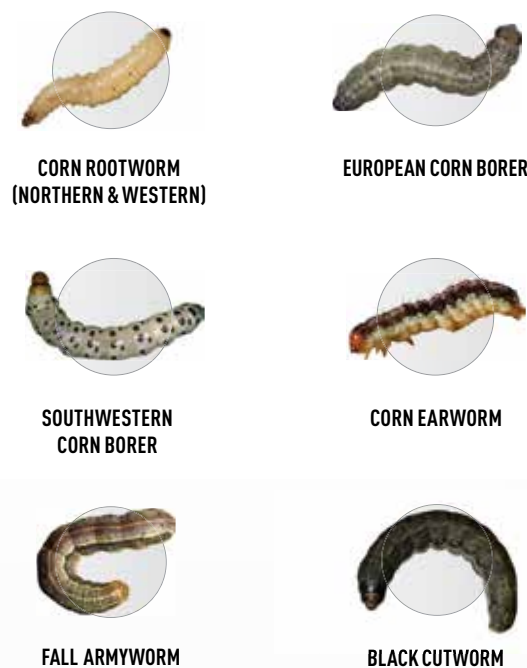 CORN ROOTWORM
(NORTHERN & WESTERN)
EUROPEAN CORN BORER
SOUTHWESTERN
CORN BORER
CORN EARWORM
FALL ARMYWORM
BLACK CUTWORM